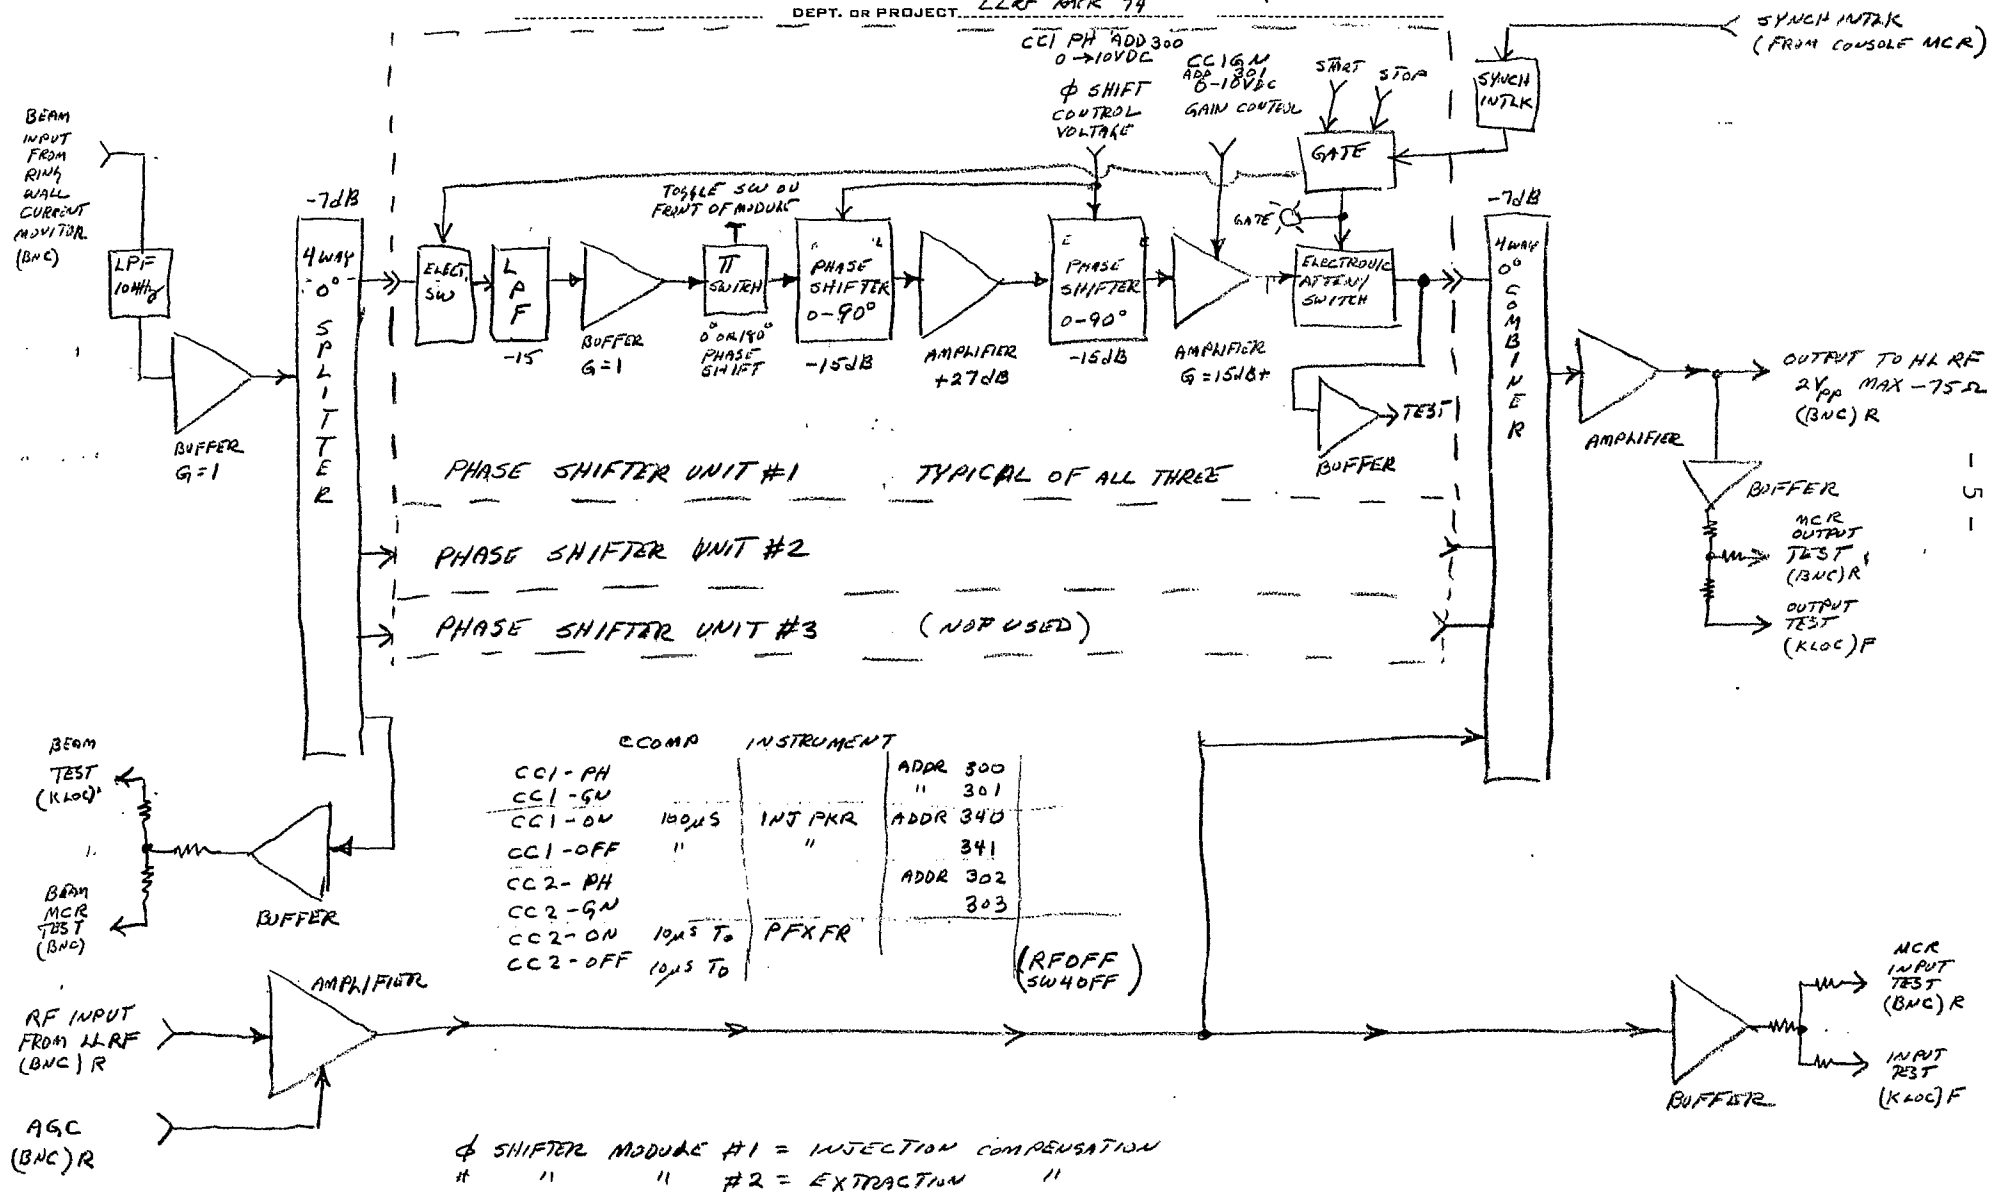 DEPT. OR PROJECT LLRF RACK 74
SYNCH INTLK
(FROM CONSOLE MCR)
CC1 PH ADD 300
0→10VDC
φ SHIFT
CONTROL
VOLTAGE
CC1GN
ADD 301
0-10VDC
GAIN CONTROL
START
STOP
SYNCH
INTLK
GATE
BEAM
INPUT
FROM
RING
WALL
CURRENT
MONITOR
(BNC)
LPF
10MHz
BUFFER
G=1
-7dB
4 WAY
0°
SPLITTER
TOGGLE SW ON
FRONT OF MODULE
ELECT.
SW
LPF
-15
BUFFER
G=1
π
SWITCH
0° OR 180°
PHASE
SHIFT
PHASE
SHIFTER
0-90°
-15dB
AMPLIFIER
+27dB
PHASE
SHIFTER
0-90°
-15dB
AMPLIFIER
G=15dB+
GATE
ELECTRONIC
ATTEN/
SWITCH
TEST
BUFFER
-7dB
4 WAY
0°
COMBINER
AMPLIFIER
OUTPUT TO HL RF
2Vpp MAX -75Ω
(BNC) R
BUFFER
MCR
OUTPUT
TEST
(BNC) R
OUTPUT
TEST
(KLOC) F
- 5 -
PHASE SHIFTER UNIT #1 TYPICAL OF ALL THREE
PHASE SHIFTER UNIT #2
PHASE SHIFTER UNIT #3 (NOT USED)
BEAM
TEST
(KLOC)
BEAM
MCR
TEST
(BNC)
BUFFER
CCOMP INSTRUMENT
CC1-PH ADDR 300
CC1-GN " 301
CC1-ON 100μS INJ PKR ADDR 340
CC1-OFF " " 341
CC2-PH ADDR 302
CC2-GN 303
CC2-ON 10μS T0 PFXFR
CC2-OFF 10μS T0
(RFOFF
SW4OFF)
AMPLIFIER
RF INPUT
FROM LLRF
(BNC) R
AGC
(BNC) R
BUFFER
MCR
INPUT
TEST
(BNC) R
INPUT
TEST
(KLOC) F
φ SHIFTER MODULE #1 = INJECTION COMPENSATION
" " " #2 = EXTRACTION "